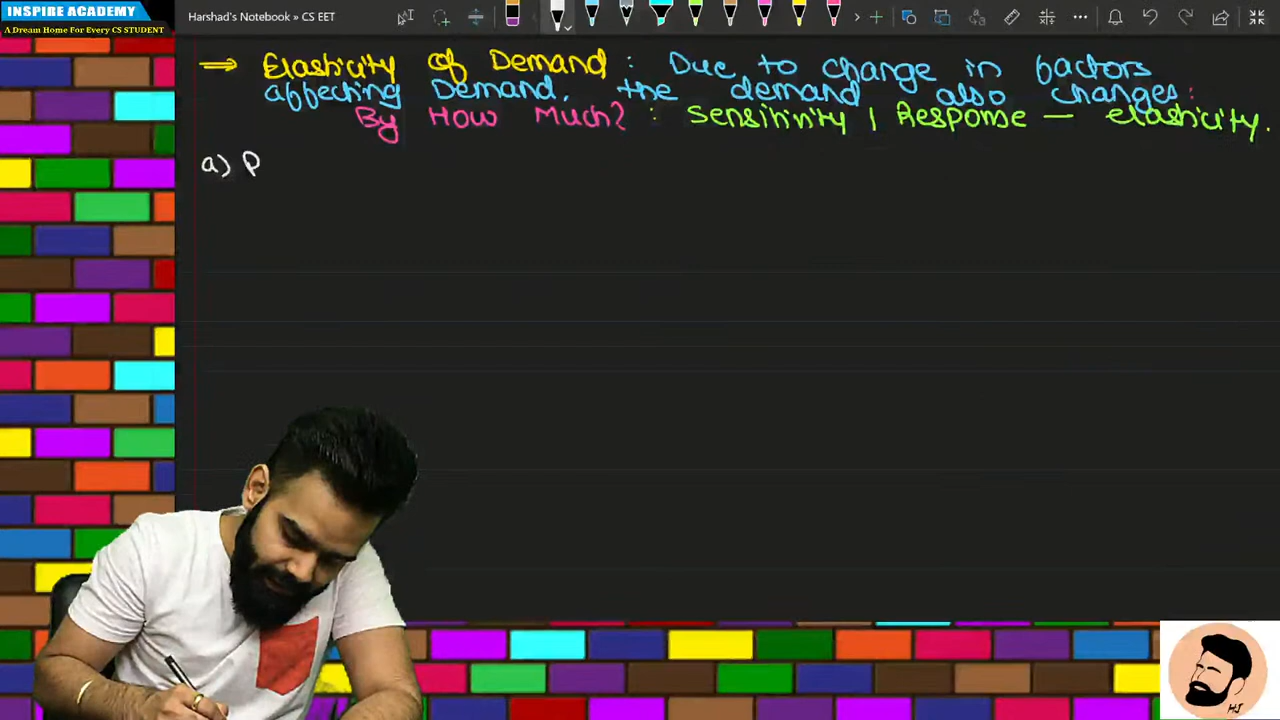 INSPIRE ACADEMY
A Dream Home For Every CS STUDENT
Harshad's Notebook » CS EET
⇒ Elasticity of Demand : Due to change in factors
affecting Demand, the demand also changes:
By How Much? : Sensitivity | Response — elasticity.
a) P
HJ